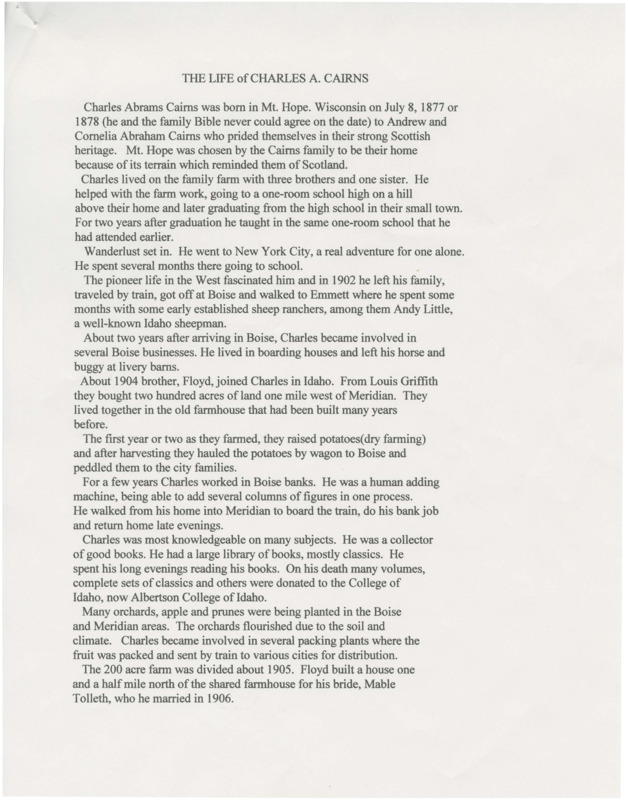 THE LIFE of CHARLES A. CAIRNS
Charles Abrams Cairns was born in Mt. Hope. Wisconsin on July 8, 1877 or
1878 (he and the family Bible never could agree on the date) to Andrew and
Cornelia Abraham Cairns who prided themselves in their strong Scottish
heritage. Mt. Hope was chosen by the Cairns family to be their home
because of its terrain which reminded them of Scotland.
Charles lived on the family farm with three brothers and one sister. He
helped with the farm work, going to a one-room school high on a hill
above their home and later graduating from the high school in their small town.
For two years after graduation he taught in the same one-room school that he
had attended earlier.
Wanderlust set in. He went to New York City, a real adventure for one alone.
He spent several months there going to school.
The pioneer life in the West fascinated him and in 1902 he left his family,
traveled by train, got off at Boise and walked to Emmett where he spent some
months with some early established sheep ranchers, among them Andy Little,
a well-known Idaho sheepman.
About two years after arriving in Boise, Charles became involved in
several Boise businesses. He lived in boarding houses and left his horse and
buggy at livery barns.
About 1904 brother, Floyd, joined Charles in Idaho. From Louis Griffith
they bought two hundred acres of land one mile west of Meridian. They
lived together in the old farmhouse that had been built many years
before.
The first year or two as they farmed, they raised potatoes(dry farming)
and after harvesting they hauled the potatoes by wagon to Boise and
peddled them to the city families.
For a few years Charles worked in Boise banks. He was a human adding
machine, being able to add several columns of figures in one process.
He walked from his home into Meridian to board the train, do his bank job
and return home late evenings.
Charles was most knowledgeable on many subjects. He was a collector
of good books. He had a large library of books, mostly classics. He
spent his long evenings reading his books. On his death many volumes,
complete sets of classics and others were donated to the College of
Idaho, now Albertson College of Idaho.
Many orchards, apple and prunes were being planted in the Boise
and Meridian areas. The orchards flourished due to the soil and
climate. Charles became involved in several packing plants where the
fruit was packed and sent by train to various cities for distribution.
The 200 acre farm was divided about 1905. Floyd built a house one
and a half mile north of the shared farmhouse for his bride, Mable
Tolleth, who he married in 1906.